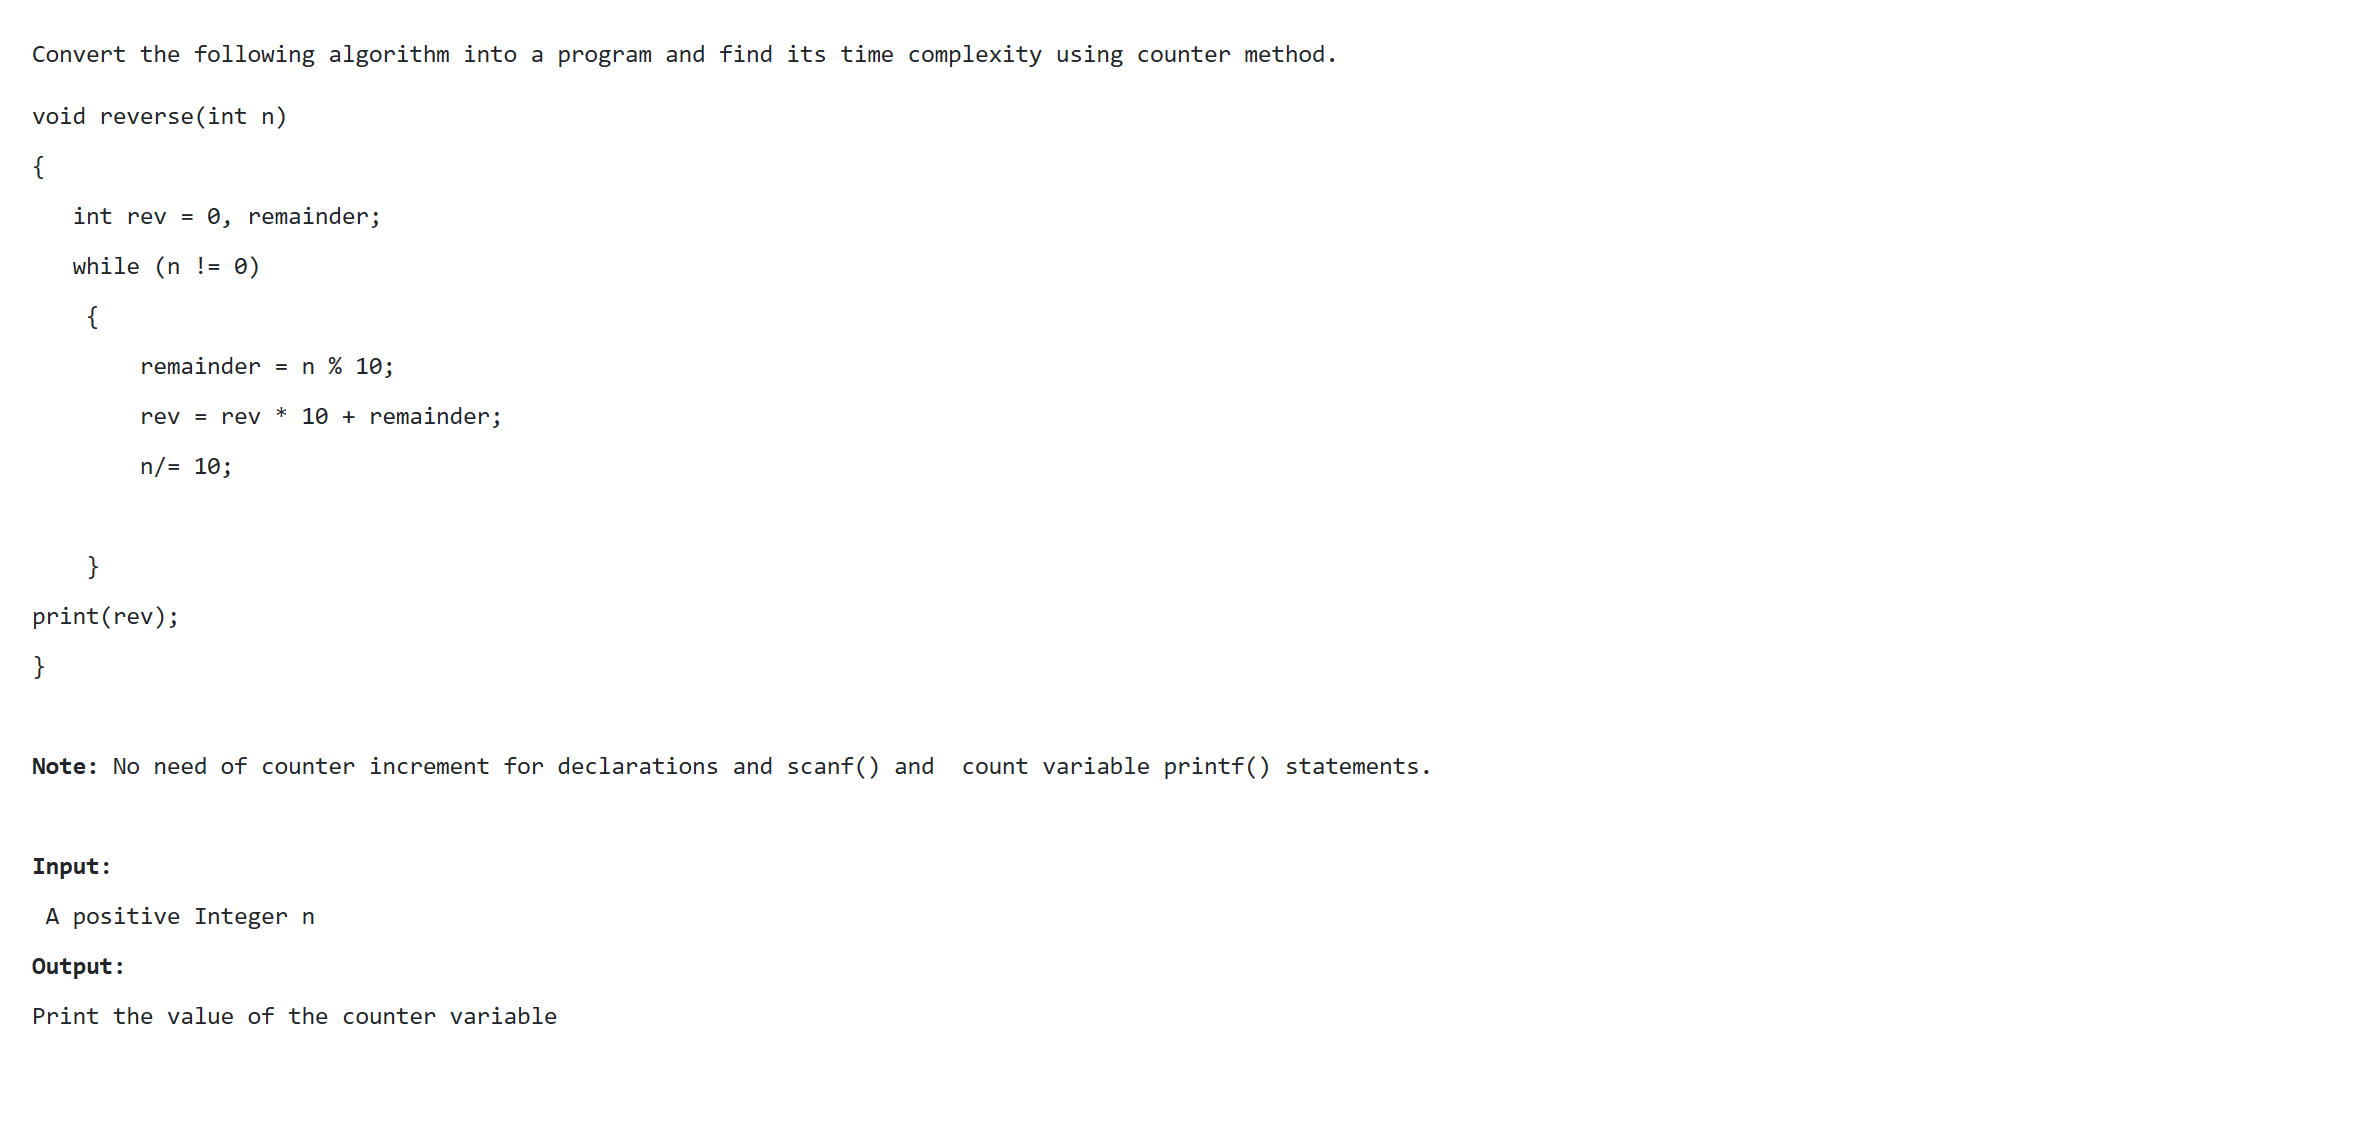 Convert the following algorithm into a program and find its time complexity using counter method.
void reverse(int n)
{
   int rev = 0, remainder;
   while (n != 0)
    {
        remainder = n % 10;
        rev = rev * 10 + remainder;
        n/= 10;
    }
print(rev);
}
Note: No need of counter increment for declarations and scanf() and  count variable printf() statements.
Input:
 A positive Integer n
Output:
Print the value of the counter variable